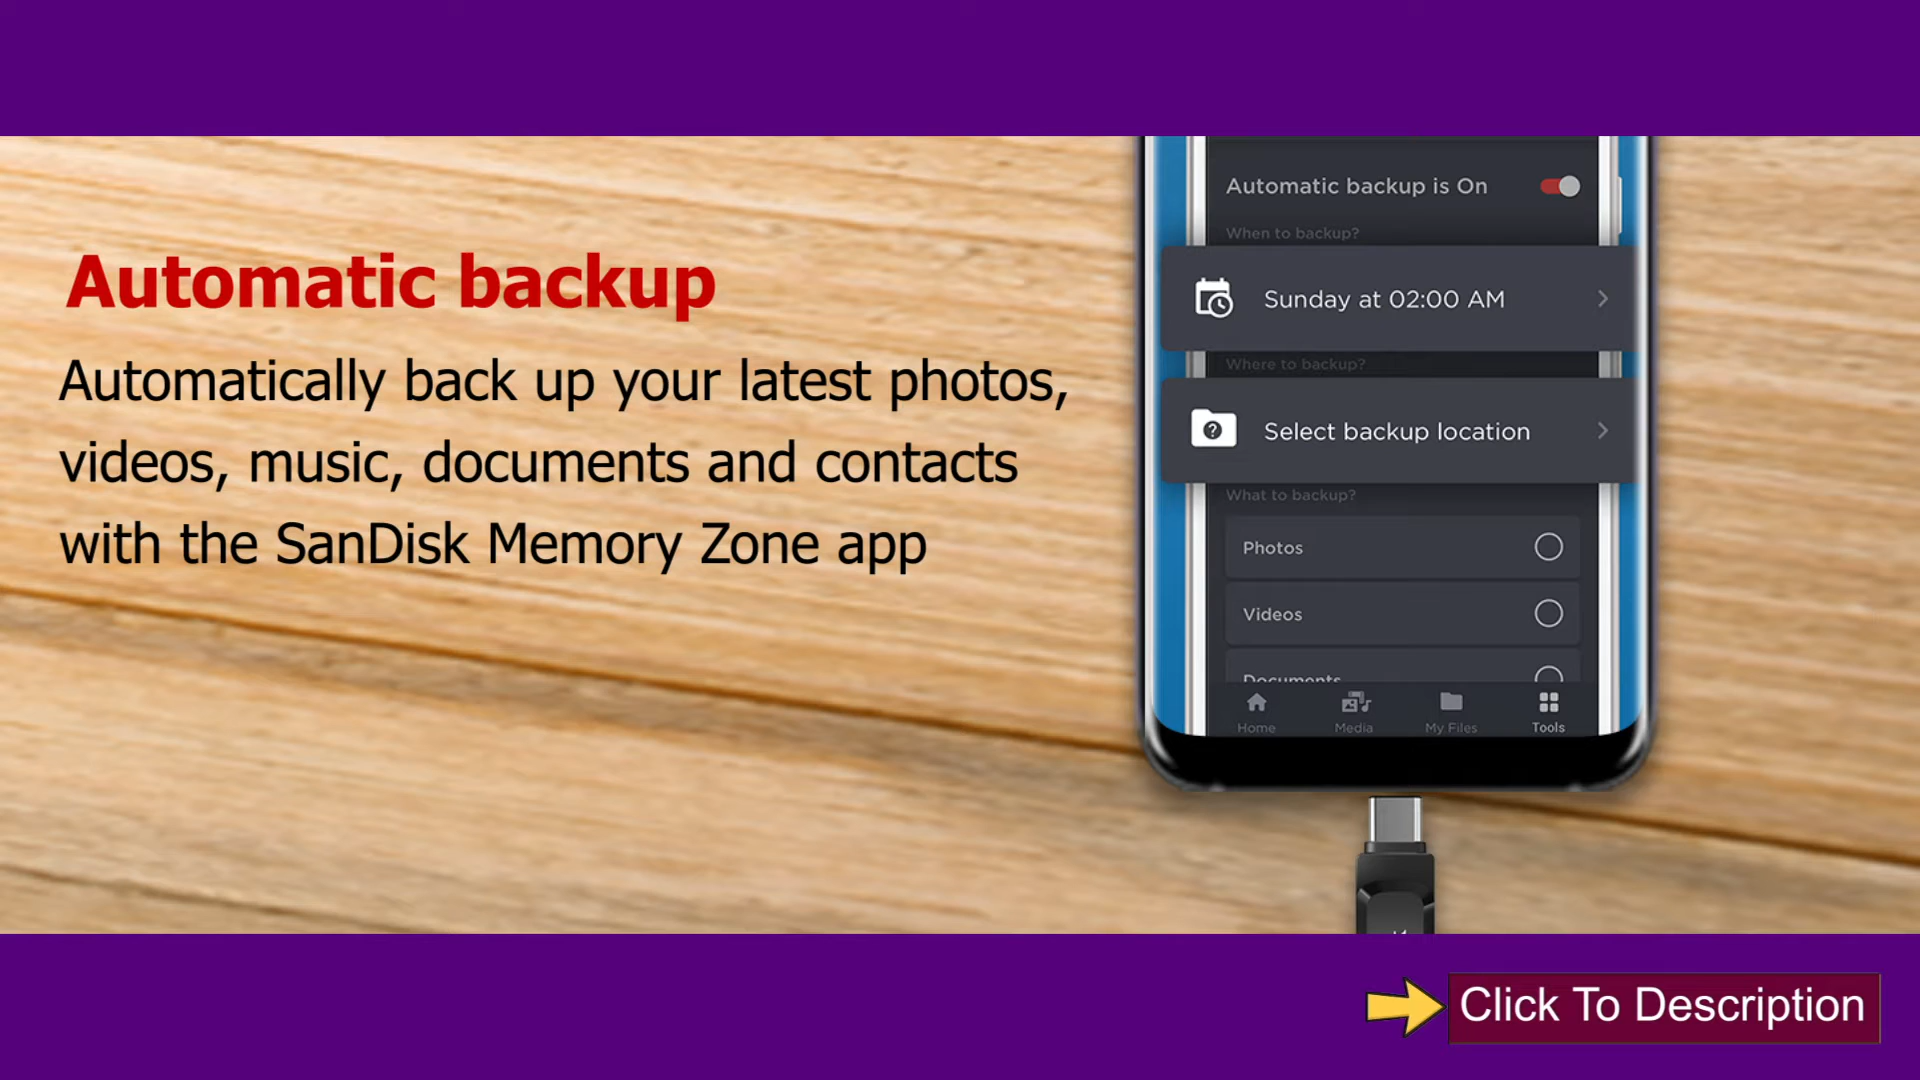 Automatic backup
Automatically back up your latest photos,
videos, music, documents and contacts
with the SanDisk Memory Zone app
Automatic backup is On
When to backup?
Sunday at 02:00 AM
Where to backup?
Select backup location
What to backup?
Photos
Videos
Documents
Home Media My Files Tools
Click To Description